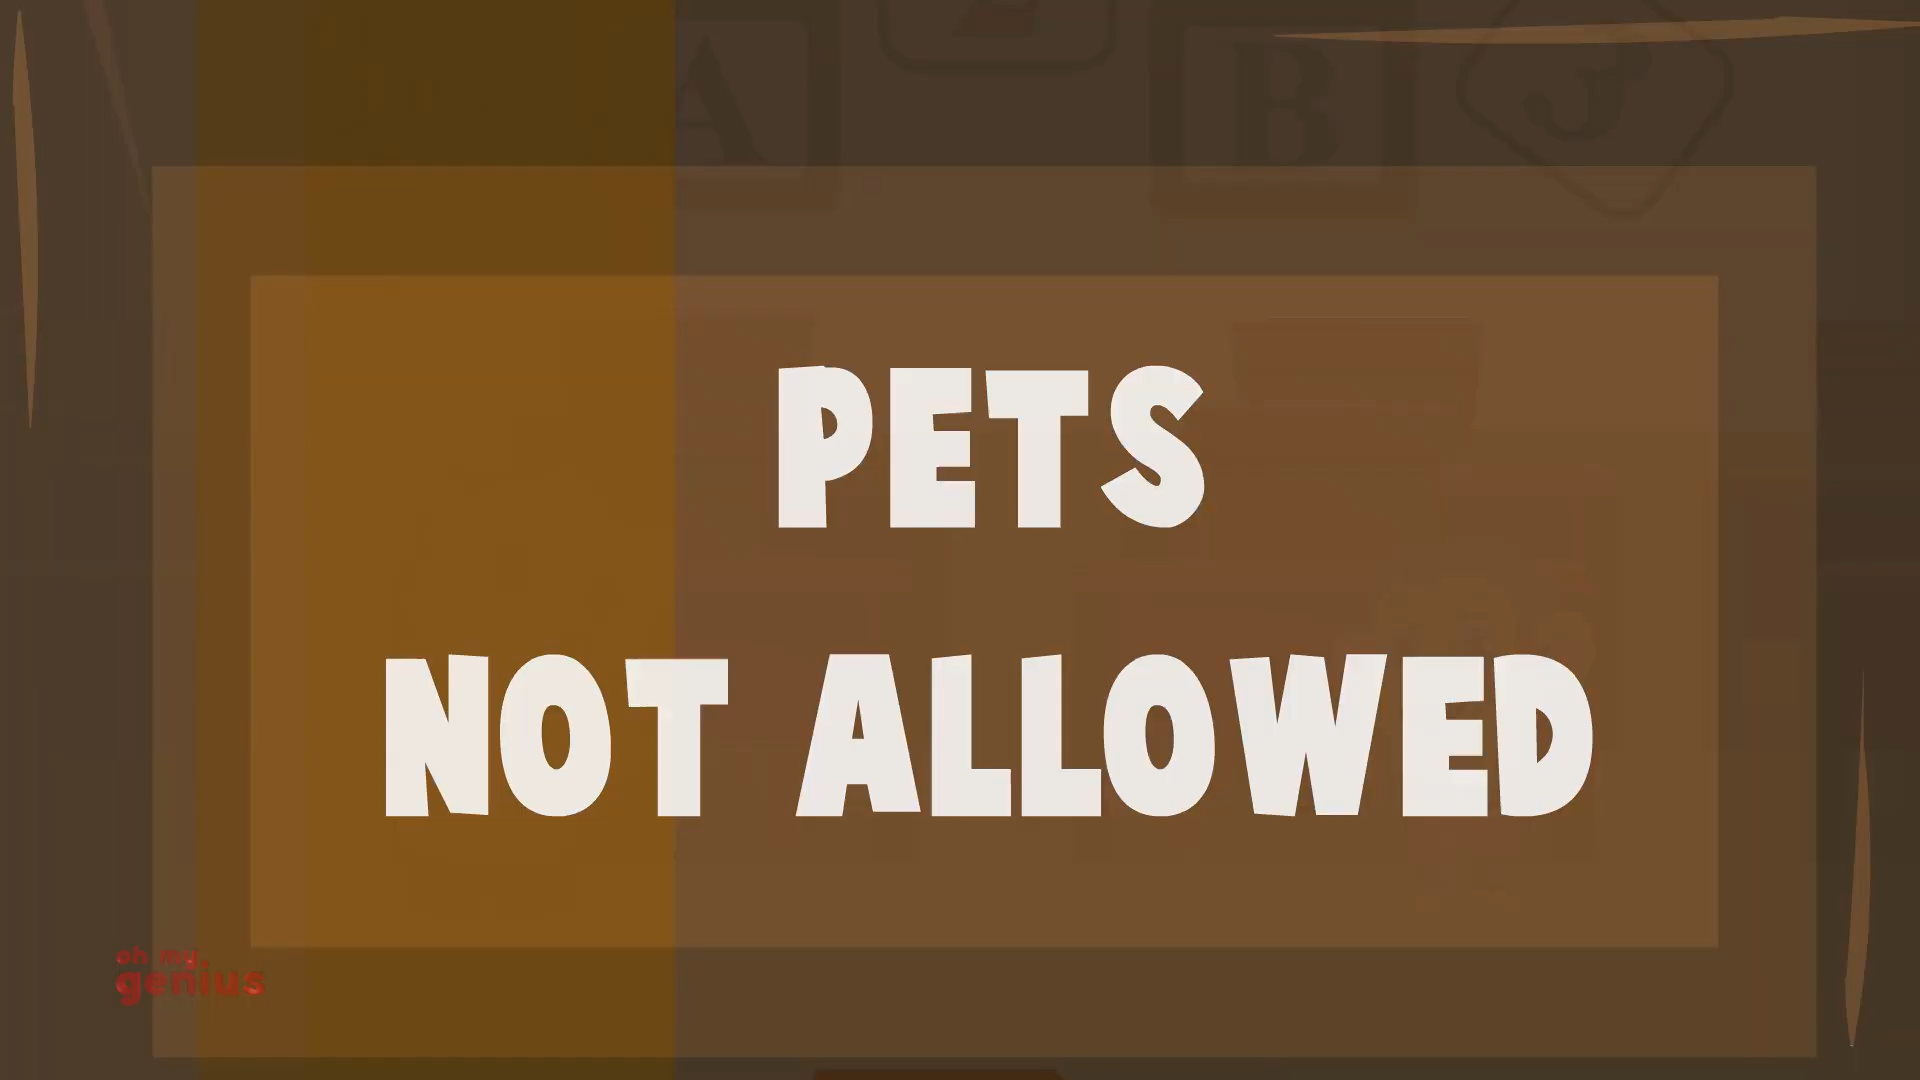 A B J
PETS
NOT ALLOWED
oh my
genius